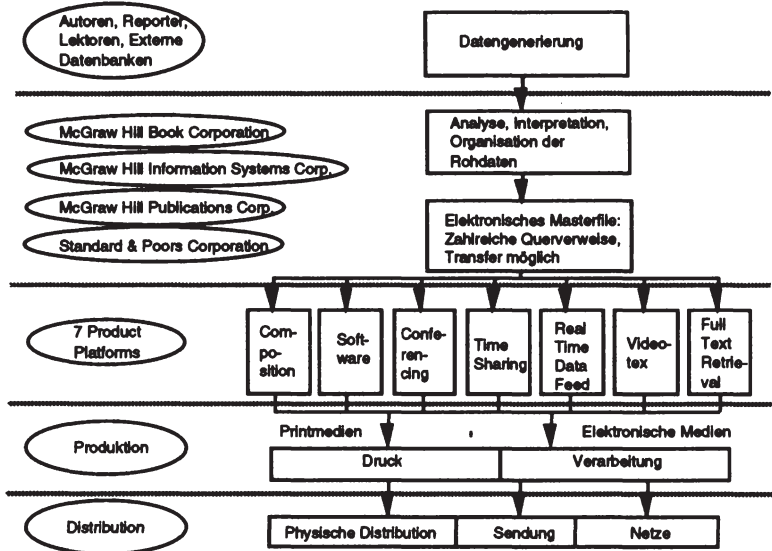 Autoren, Reporter,
Lektoren, Externe
Datenbanken
Datengenerierung
McGraw Hill Book Corporation
McGraw Hill Information Systems Corp.
McGraw Hill Publications Corp.
Standard & Poors Corporation
Analyse, Interpretation,
Organisation der
Rohdaten
Elektronisches Masterfile:
Zahlreiche Querverweise,
Transfer möglich
7 Product
Platforms
Com-
po-
sition
Soft-
ware
Confe-
ren-
cing
Time
Sharing
Real
Time
Data
Feed
Video-
tex
Full
Text
Retrie-
val
Produktion
Printmedien
Elektronische Medien
Druck
Verarbeitung
Distribution
Physische Distribution
Sendung
Netze